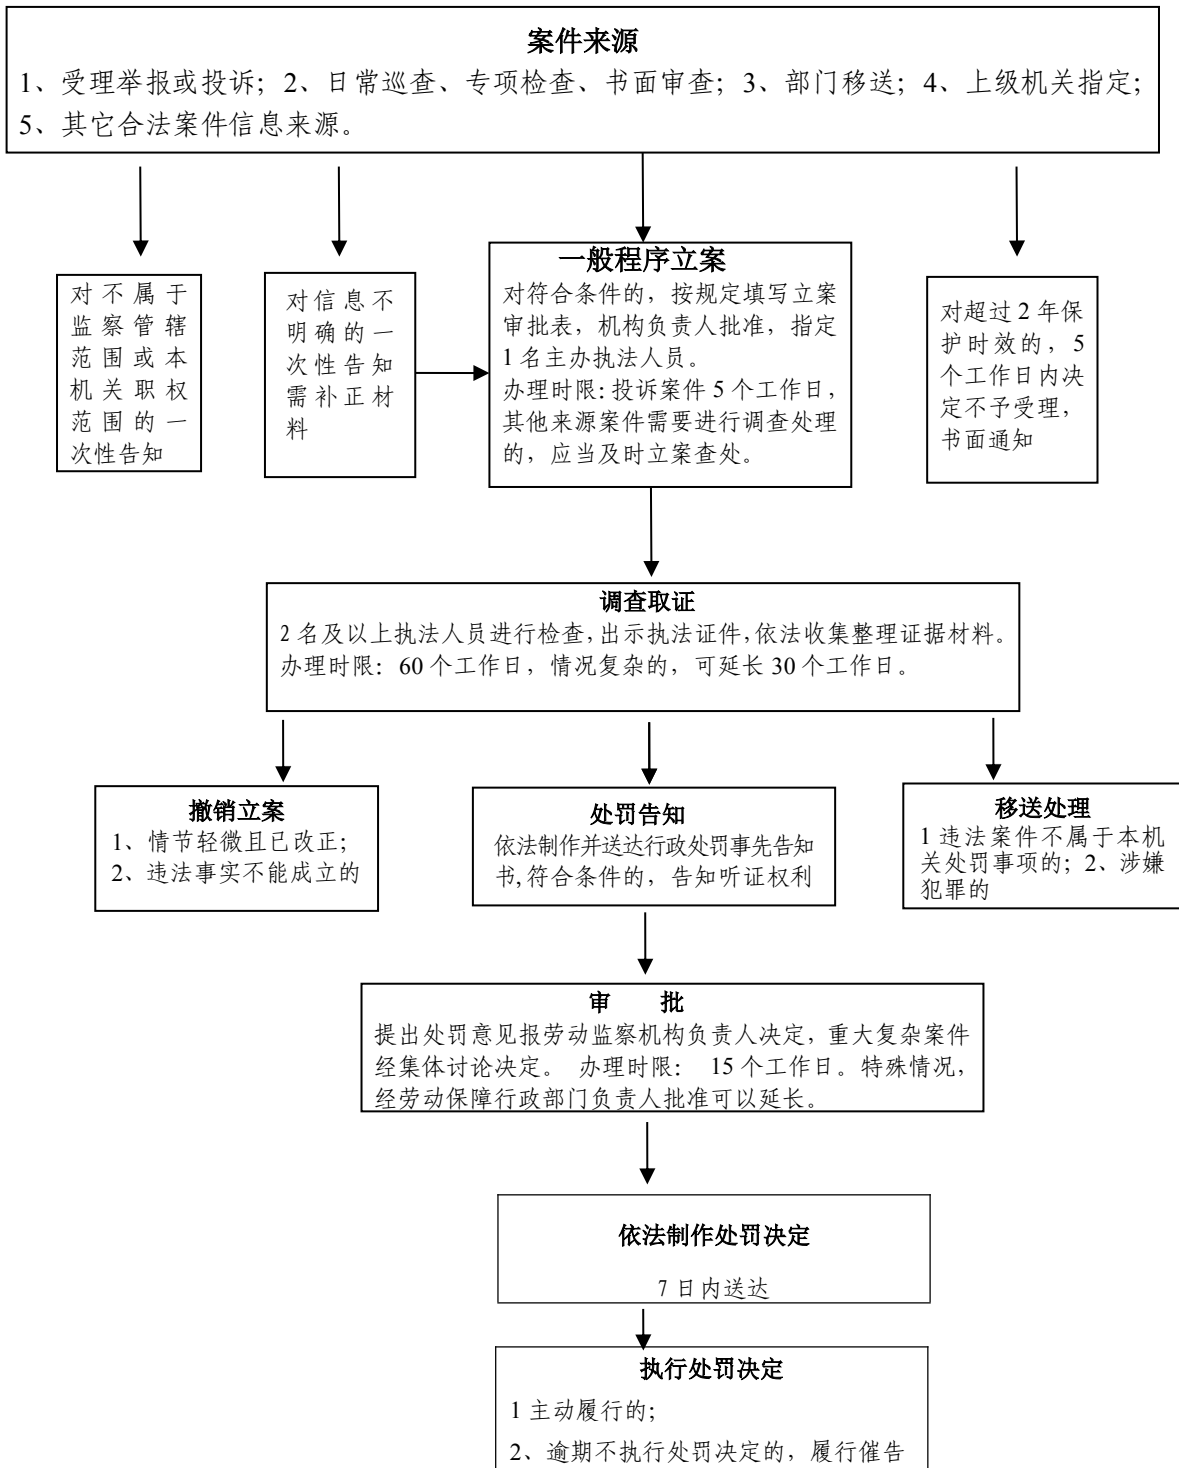 案件来源
1、受理举报或投诉；2、日常巡查、专项检查、书面审查；3、部门移送；4、上级机关指定；
5、其它合法案件信息来源。
对不属于
监察管辖
范围或本
机关职权
范围的一
次性告知
对信息不
明确的一
次性告知
需补正材
料
一般程序立案
对符合条件的，按规定填写立案
审批表，机构负责人批准，指定
1名主办执法人员。
办理时限：投诉案件 5 个工作日，
其他来源案件需要进行调查处理
的，应当及时立案查处。
对超过 2 年保
护时效的，5
个工作日内决
定不予受理，
书面通知
调查取证
2 名及以上执法人员进行检查,出示执法证件,依法收集整理证据材料。
办理时限：60 个工作日，情况复杂的，可延长 30 个工作日。
撤销立案
1、情节轻微且已改正；
2、违法事实不能成立的
处罚告知
依法制作并送达行政处罚事先告知
书,符合条件的，告知听证权利
移送处理
1 违法案件不属于本机
关处罚事项的；2、涉嫌
犯罪的
审 批
提出处罚意见报劳动监察机构负责人决定，重大复杂案件
经集体讨论决定。 办理时限： 15 个工作日。特殊情况，
经劳动保障行政部门负责人批准可以延长。
依法制作处罚决定
7 日内送达
执行处罚决定
1 主动履行的；
2、逾期不执行处罚决定的，履行催告